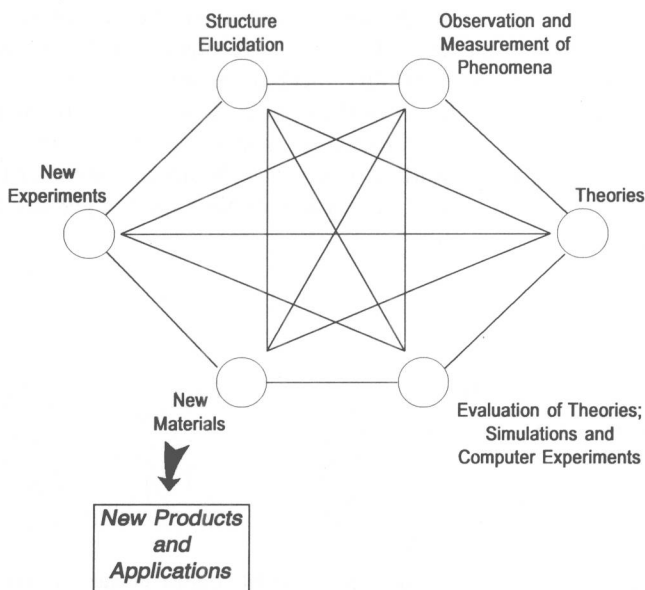 Structure
Elucidation
Observation and
Measurement of
Phenomena
New
Experiments
Theories
New
Materials
Evaluation of Theories;
Simulations and
Computer Experiments
New Products
and
Applications